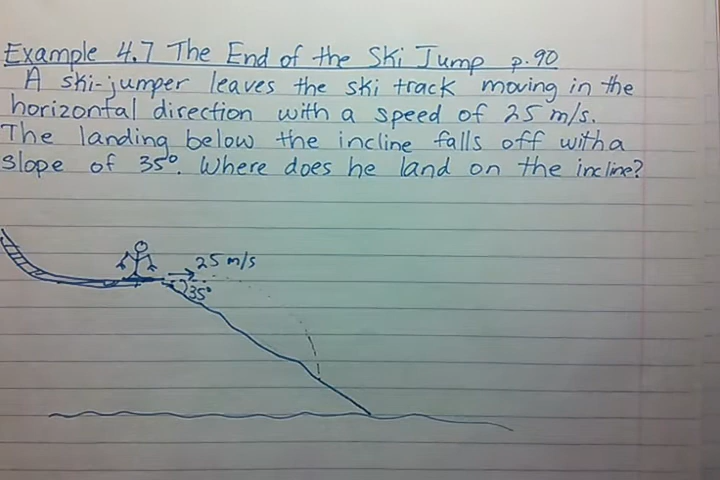 Example 4.7 The End of the Ski Jump p.90
A ski-jumper leaves the ski track moving in the
horizontal direction with a speed of 25 m/s.
The landing below the incline falls off with a
slope of 35°. Where does he land on the incline?
25 m/s
35°